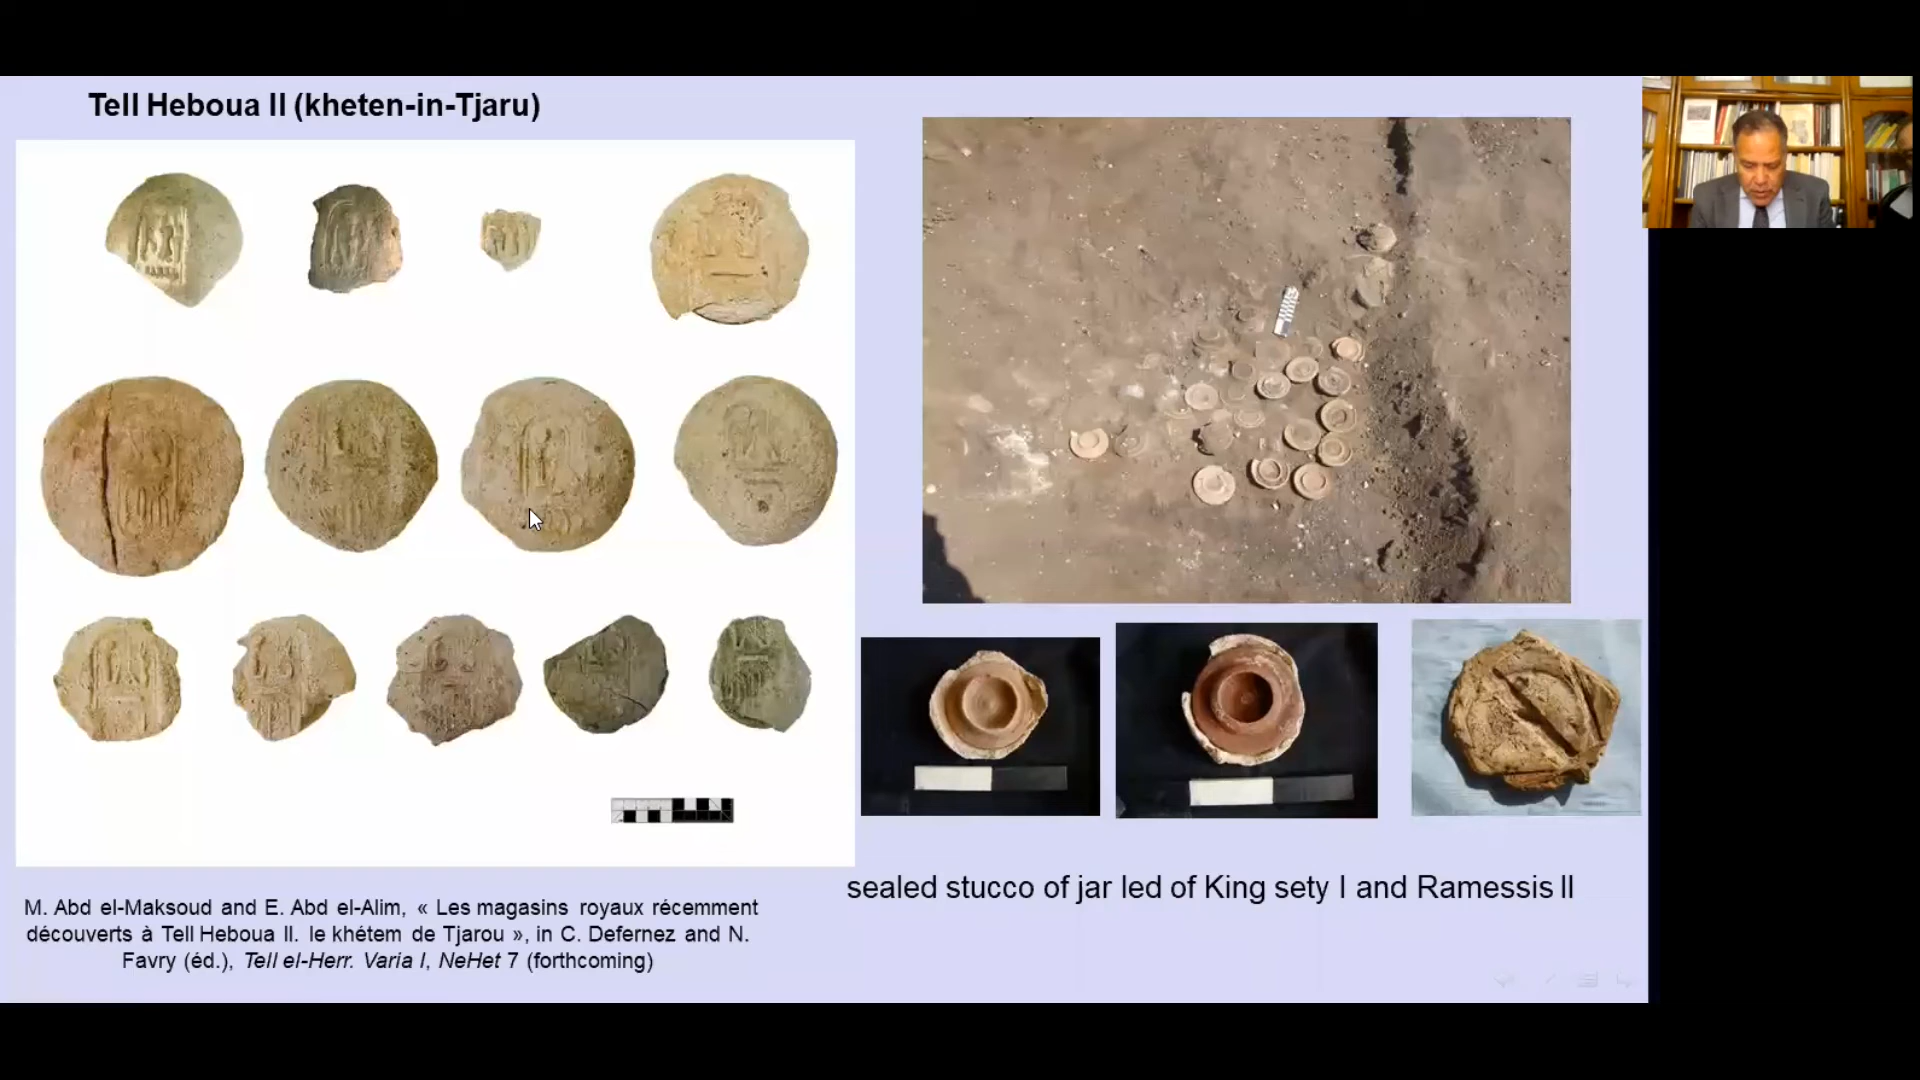 Tell Heboua II (kheten-in-Tjaru)
M. Abd el-Maksoud and E. Abd el-Alim, « Les magasins royaux récemment
découverts à Tell Heboua II. le khétem de Tjarou », in C. Defernez and N.
Favry (éd.), Tell el-Herr. Varia I, NeHet 7 (forthcoming)
sealed stucco of jar led of King sety I and Ramessis II